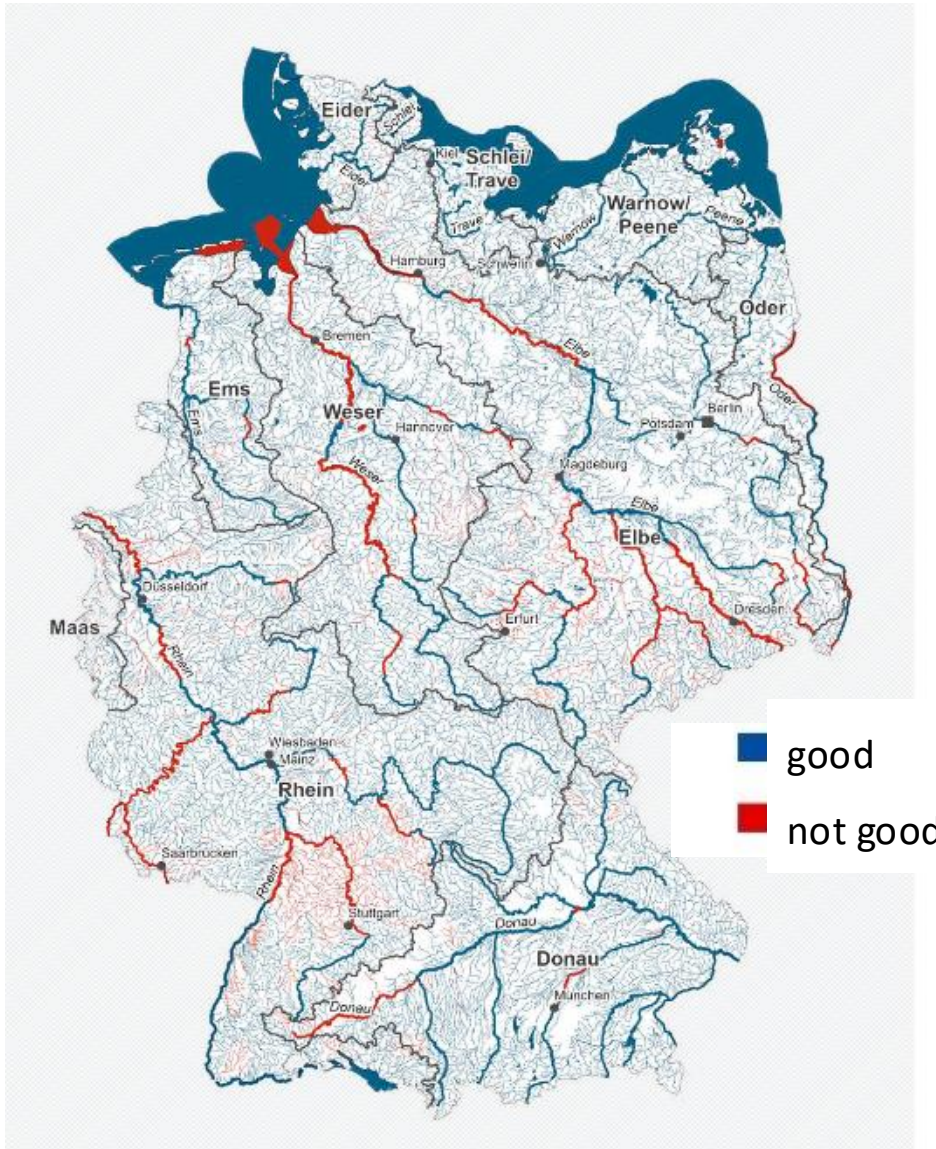 Eider
Schlei
Kiel
Schlei/
Trave
Eider
Trave
Warnow/
Peene
Peene
Warnow
Schwerin
Hamburg
Oder
Bremen
Elbe
Ems
Oder
Weser
Berlin
Ems
Hannover
Potsdam
Weser
Magdeburg
Elbe
Elbe
Düsseldorf
Dresden
Erfurt
Maas
Rhein
Wiesbaden
Mainz
good
Rhein
not good
Saarbrücken
Rhein
Stuttgart
Donau
Donau
München
Donau